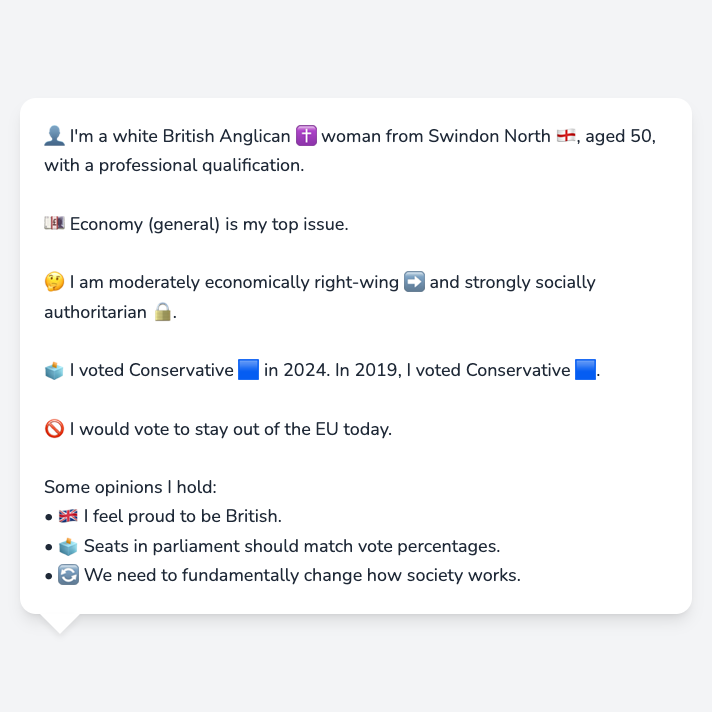 👤 I'm a white British Anglican ✝️ woman from Swindon North 🏴󠁧󠁢󠁥󠁮󠁧󠁿, aged 50,
with a professional qualification.
💷 Economy (general) is my top issue.
🤔 I am moderately economically right-wing ➡️ and strongly socially
authoritarian 🔒.
🗳️ I voted Conservative 🟦 in 2024. In 2019, I voted Conservative 🟦.
🚫 I would vote to stay out of the EU today.
Some opinions I hold:
• 🇬🇧 I feel proud to be British.
• 🗳️ Seats in parliament should match vote percentages.
• 🔄 We need to fundamentally change how society works.